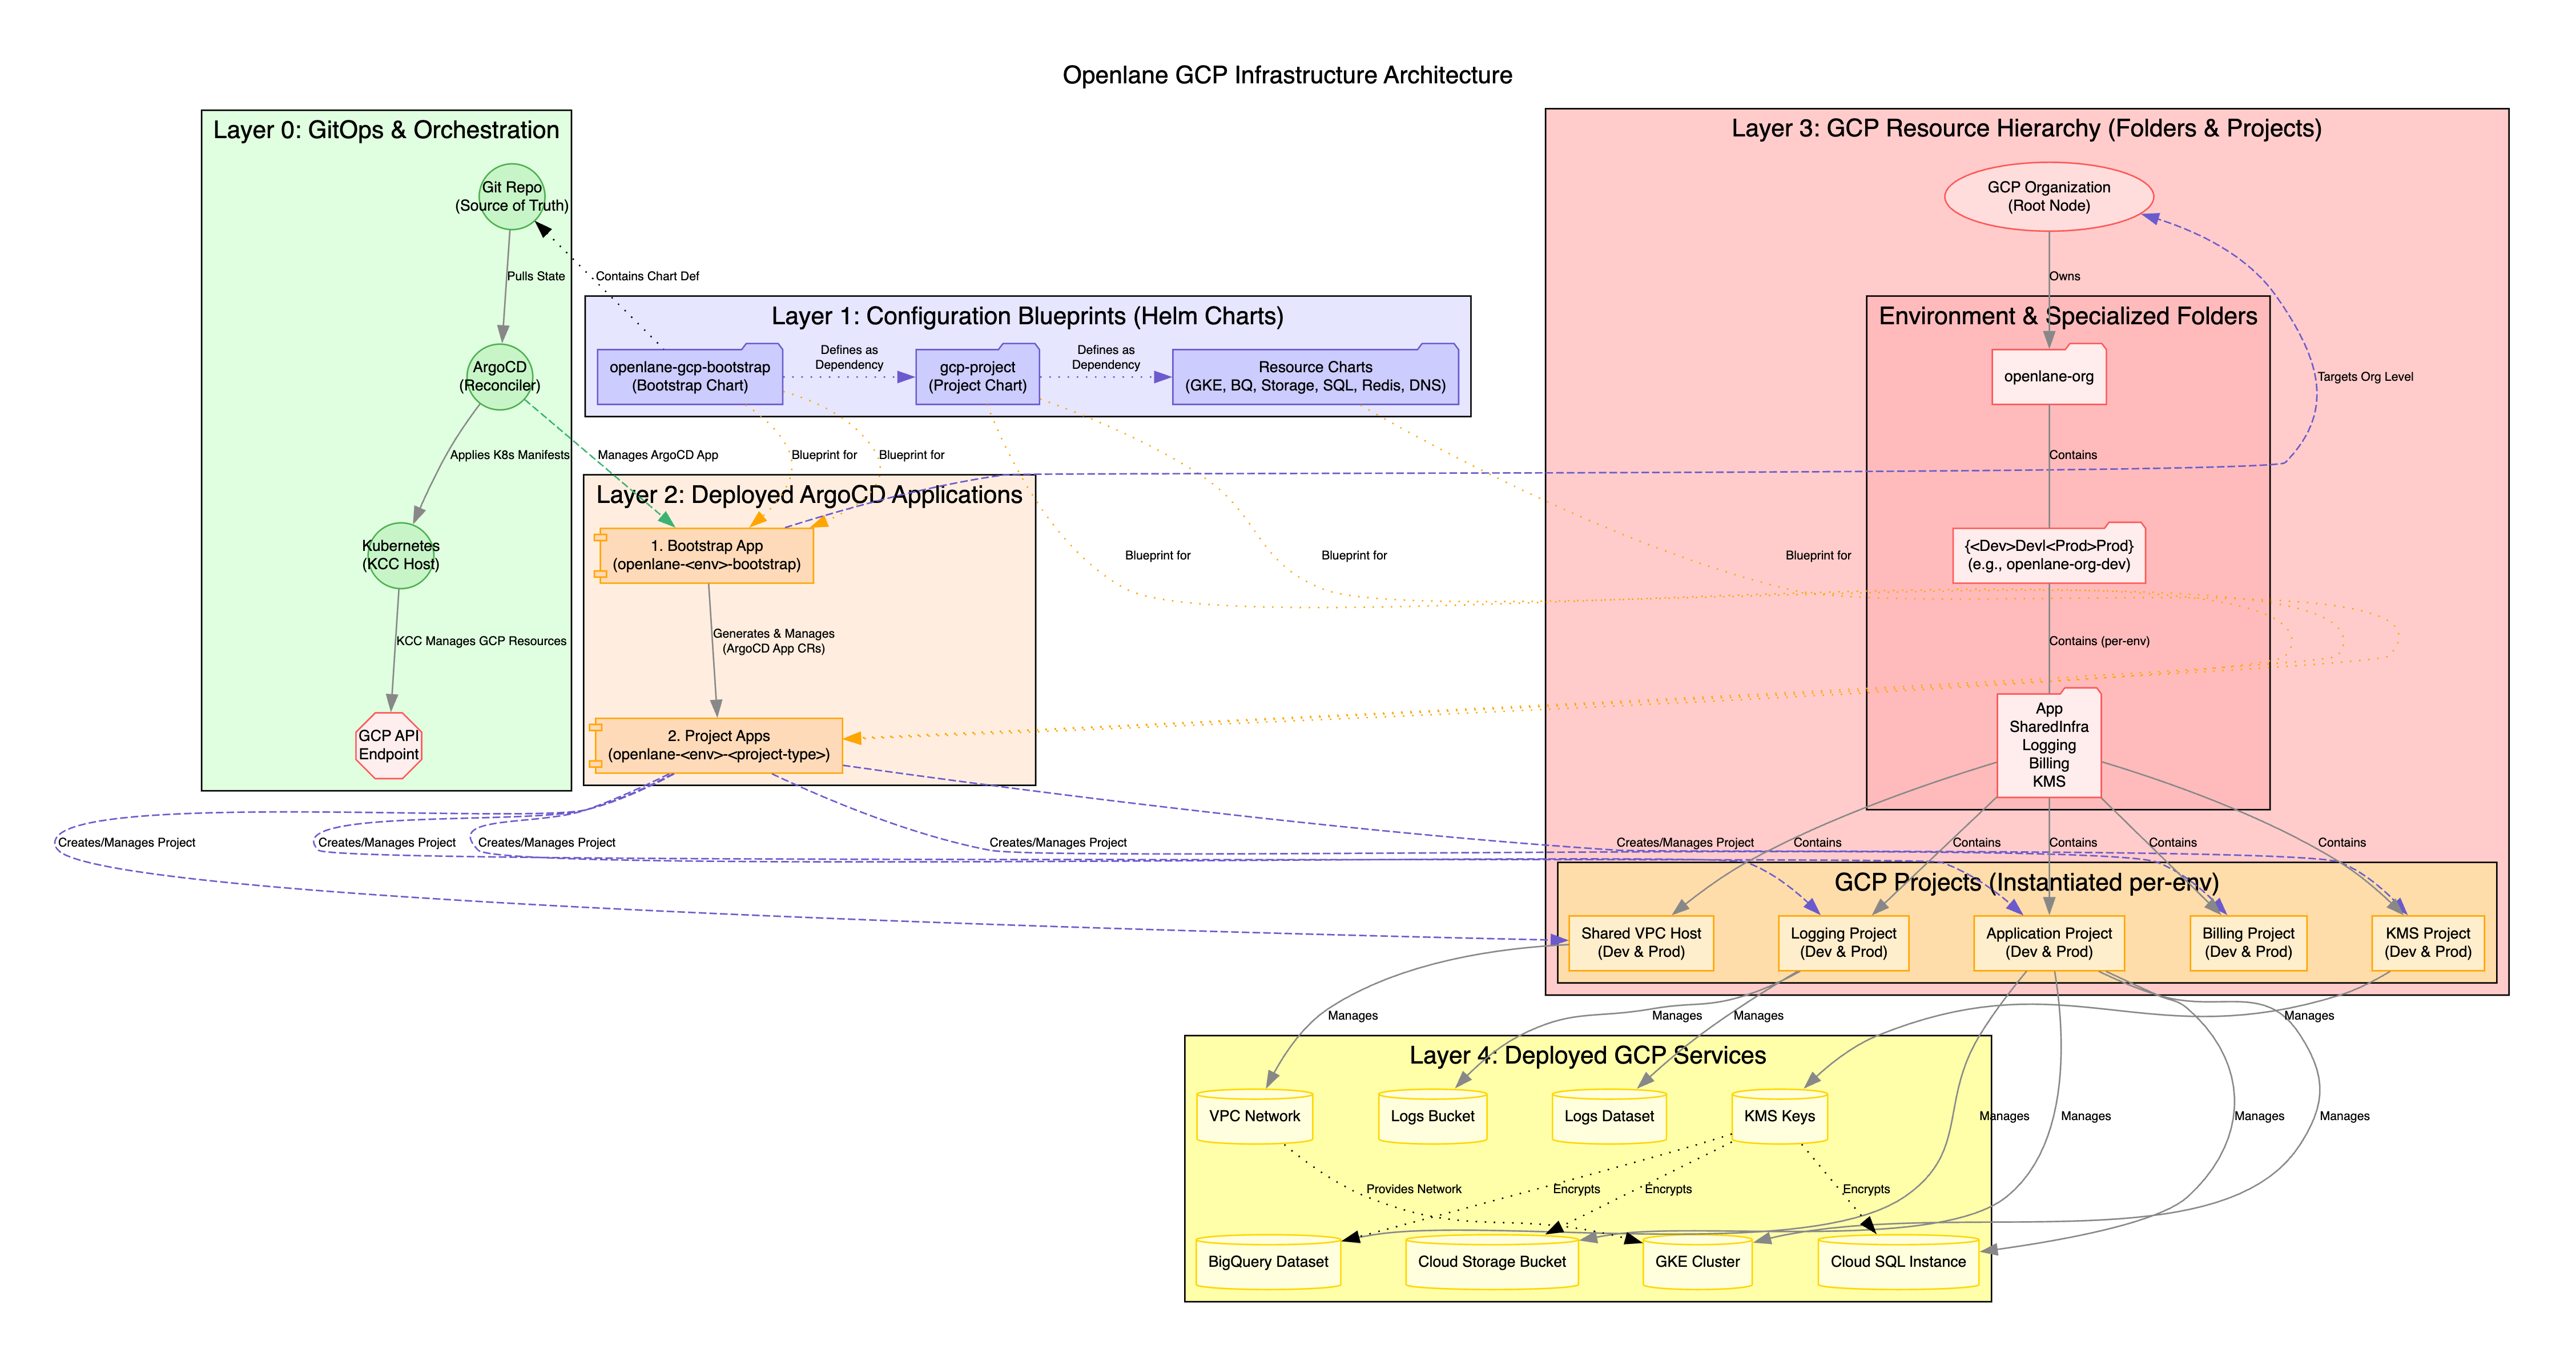 Openlane GCP Infrastructure Architecture
Layer 0: GitOps & Orchestration
Git Repo
(Source of Truth)
Pulls State
ArgoCD
(Reconciler)
Applies K8s Manifests
Kubernetes
(KCC Host)
KCC Manages GCP Resources
GCP API
Endpoint
Contains Chart Def
Manages ArgoCD App
Layer 1: Configuration Blueprints (Helm Charts)
openlane-gcp-bootstrap
(Bootstrap Chart)
Defines as
Dependency
gcp-project
(Project Chart)
Defines as
Dependency
Resource Charts
(GKE, BQ, Storage, SQL, Redis, DNS)
Blueprint for
Blueprint for
Layer 2: Deployed ArgoCD Applications
1. Bootstrap App
(openlane-<env>-bootstrap)
Generates & Manages
(ArgoCD App CRs)
2. Project Apps
(openlane-<env>-<project-type>)
Blueprint for
Blueprint for
Blueprint for
Layer 3: GCP Resource Hierarchy (Folders & Projects)
GCP Organization
(Root Node)
Owns
Targets Org Level
Environment & Specialized Folders
openlane-org
Contains
{<Dev>Devl<Prod>Prod}
(e.g., openlane-org-dev)
Contains (per-env)
App
SharedInfra
Logging
Billing
KMS
Creates/Manages Project
Creates/Manages Project
Creates/Manages Project
Creates/Manages Project
Creates/Manages Project
Contains
Contains
Contains
Contains
Contains
GCP Projects (Instantiated per-env)
Shared VPC Host
(Dev & Prod)
Logging Project
(Dev & Prod)
Application Project
(Dev & Prod)
Billing Project
(Dev & Prod)
KMS Project
(Dev & Prod)
Manages
Manages
Manages
Manages
Layer 4: Deployed GCP Services
VPC Network
Logs Bucket
Logs Dataset
KMS Keys
Manages
Manages
Manages
Manages
Provides Network
Encrypts
Encrypts
Encrypts
BigQuery Dataset
Cloud Storage Bucket
GKE Cluster
Cloud SQL Instance